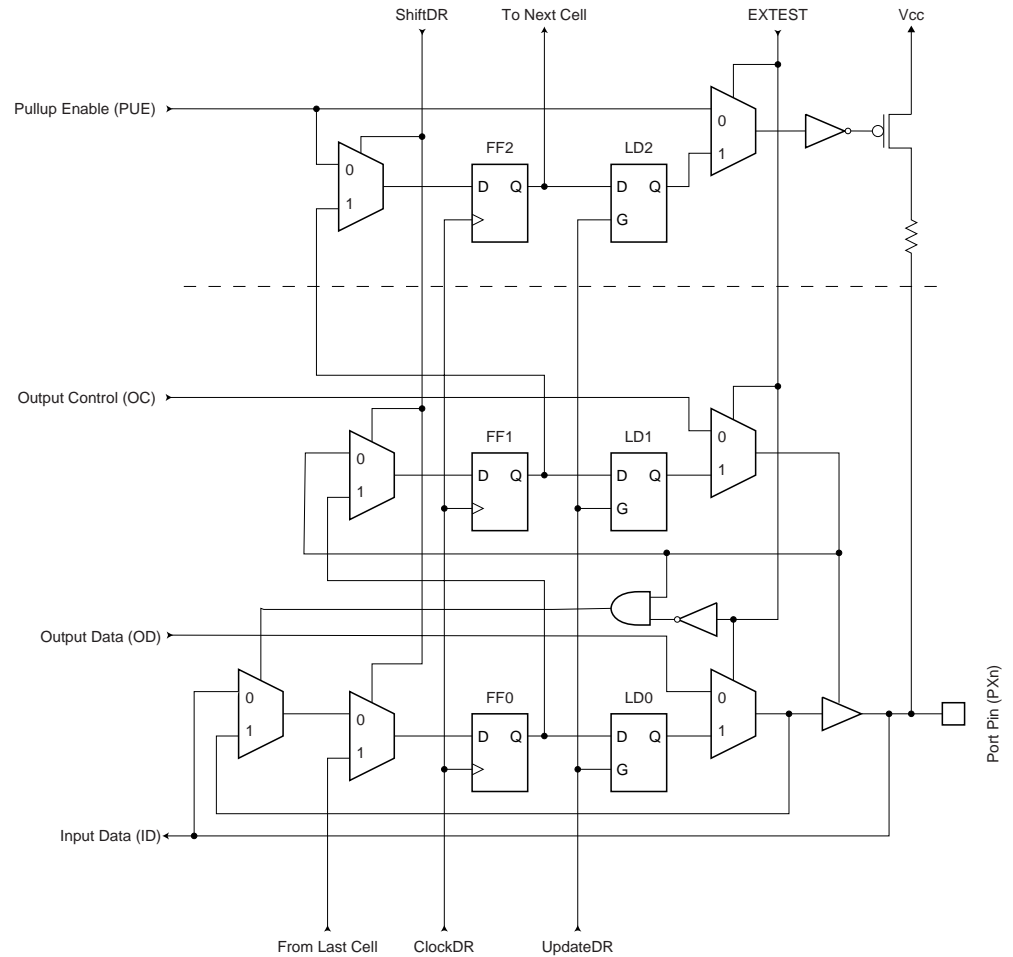 ShiftDR To Next Cell EXTEST Vcc
Pullup Enable (PUE)
0
1
FF2 LD2
0
1
D Q D Q
G
Output Control (OC)
0
1
FF1 LD1
0
1
D Q D Q
G
Output Data (OD)
0
1
0
1
FF0 LD0
0
1
D Q D Q
G
Port Pin (PXn)
Input Data (ID)
From Last Cell ClockDR UpdateDR